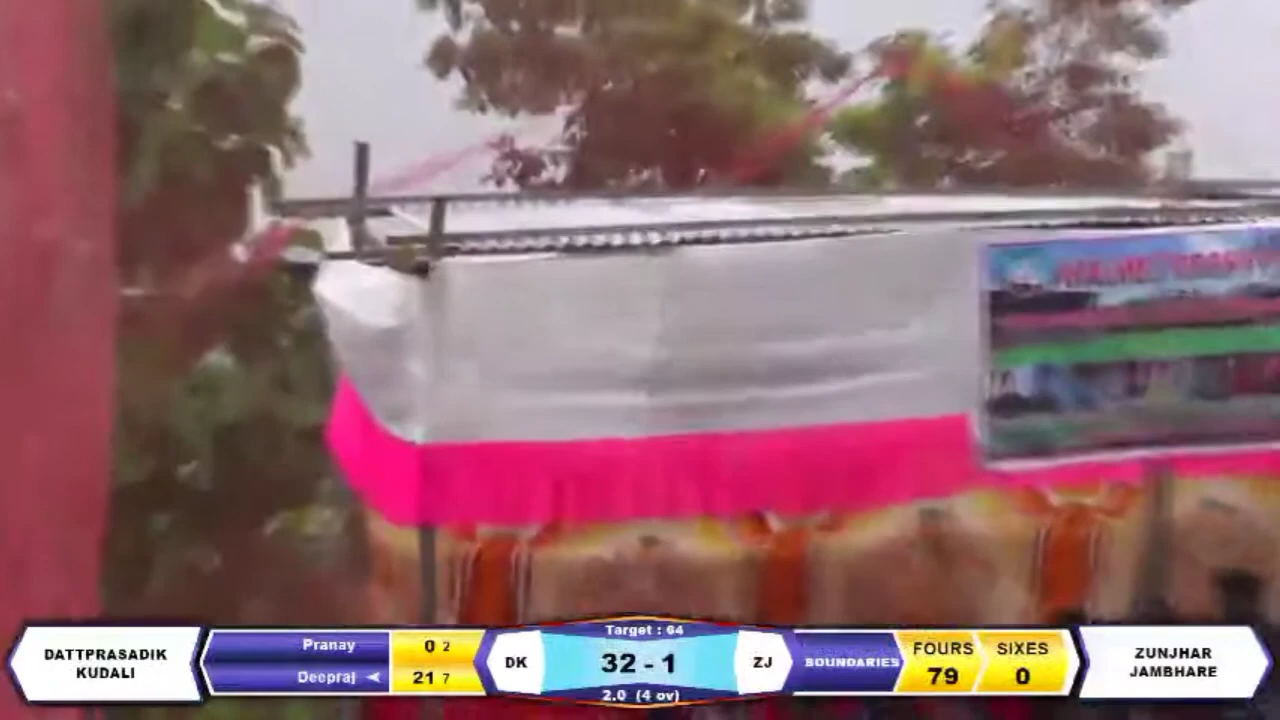 DATTPRASADIK
KUDALI
Pranay 0 2
Deepraj 21 7
DK
Target : 64
32 - 1
2.0 (4 ov)
ZJ
BOUNDARIES
FOURS SIXES
79 0
ZUNJHAR
JAMBHARE